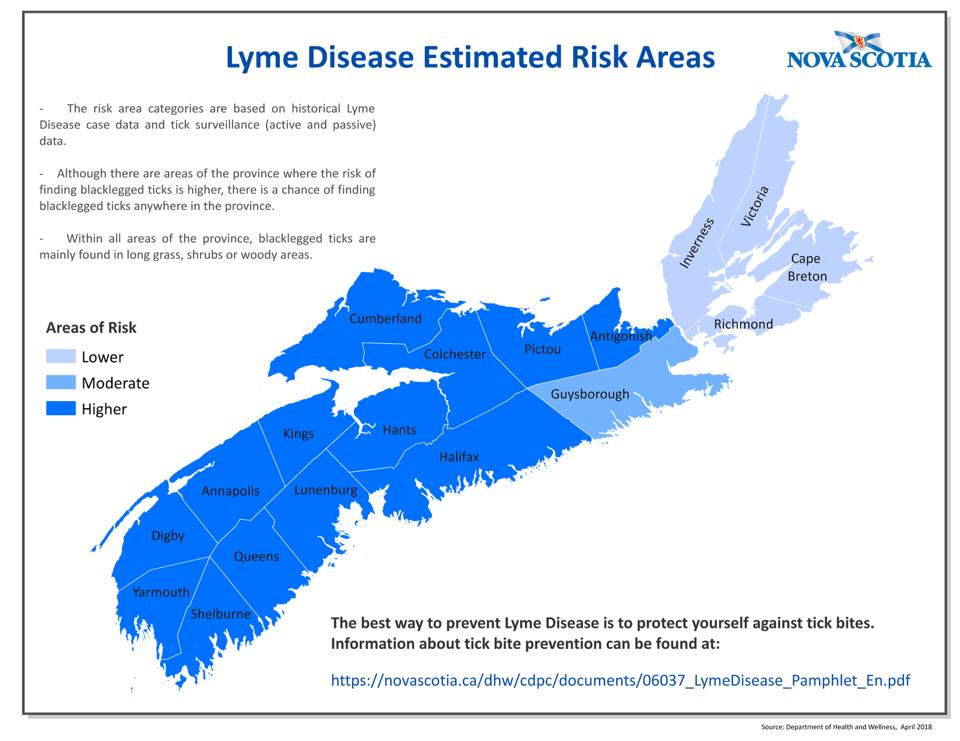 Lyme Disease Estimated Risk Areas
NOVA SCOTIA
- The risk area categories are based on historical Lyme
Disease case data and tick surveillance (active and passive)
data.
- Although there are areas of the province where the risk of
finding blacklegged ticks is higher, there is a chance of finding
blacklegged ticks anywhere in the province.
- Within all areas of the province, blacklegged ticks are
mainly found in long grass, shrubs or woody areas.
Areas of Risk
Lower
Moderate
Higher
Inverness
Victoria
Cape
Breton
Richmond
Cumberland
Colchester
Pictou
Antigonish
Guysborough
Kings
Hants
Halifax
Annapolis
Lunenburg
Digby
Queens
Yarmouth
Shelburne
The best way to prevent Lyme Disease is to protect yourself against tick bites.
Information about tick bite prevention can be found at:
https://novascotia.ca/dhw/cdpc/documents/06037_LymeDisease_Pamphlet_En.pdf
Source: Department of Health and Wellness, April 2018